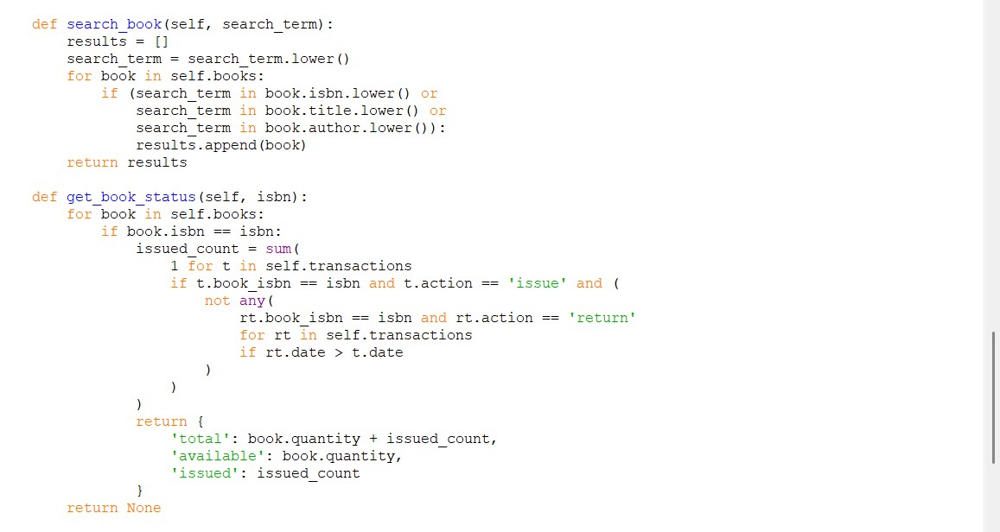 def search_book(self, search_term):
    results = []
    search_term = search_term.lower()
    for book in self.books:
        if (search_term in book.isbn.lower() or
            search_term in book.title.lower() or
            search_term in book.author.lower()):
            results.append(book)
    return results

def get_book_status(self, isbn):
    for book in self.books:
        if book.isbn == isbn:
            issued_count = sum(
                1 for t in self.transactions
                if t.book_isbn == isbn and t.action == 'issue' and (
                    not any(
                        rt.book_isbn == isbn and rt.action == 'return'
                        for rt in self.transactions
                        if rt.date > t.date
                    )
                )
            )
            return {
                'total': book.quantity + issued_count,
                'available': book.quantity,
                'issued': issued_count
            }
    return None